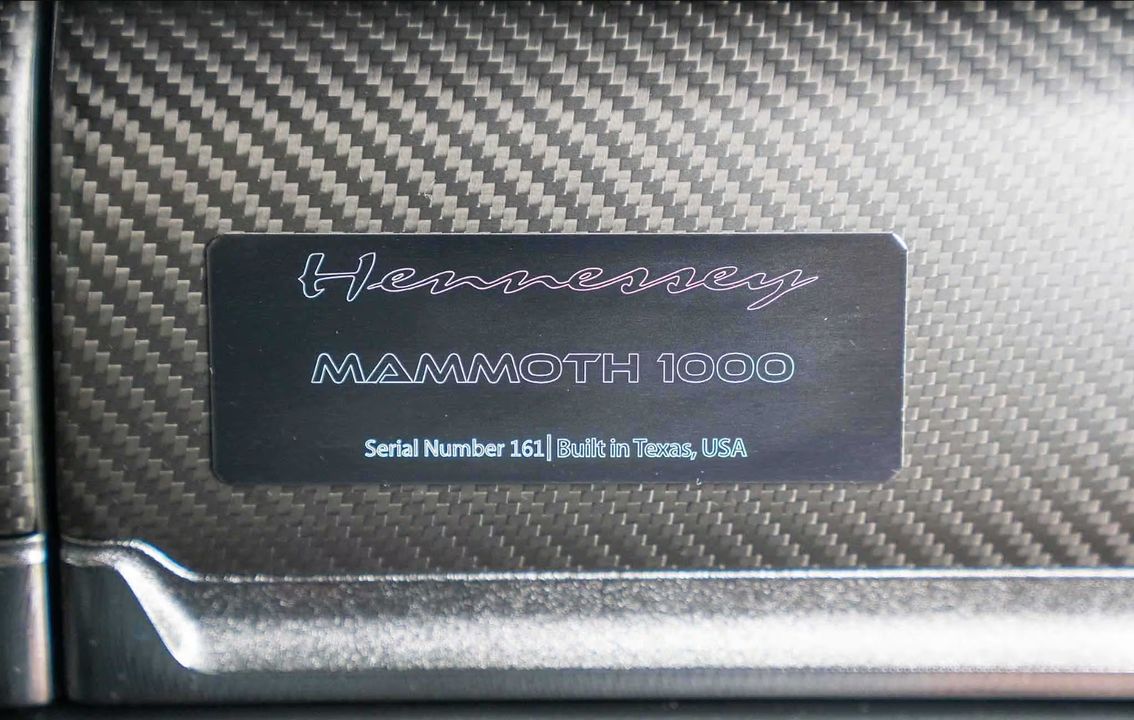 Hennessey
MAMMOTH 1000
Serial Number 161| Built in Texas, USA